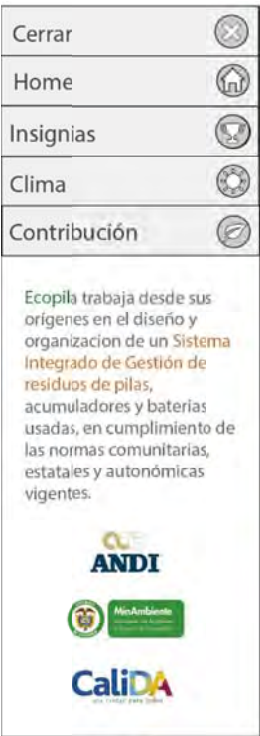 Cerrar
Home
Insignias
Clima
Contribución
Ecopila trabaja desde sus
orígenes en el diseño y
organizacion de un Sistema
Integrado de Gestión de
residuos de pilas,
acumuladores y baterías
usadas, en cumplimiento de
las normas comunitarias,
estatales y autonómicas
vigentes.
ANDI
MinAmbiente
CaliDA